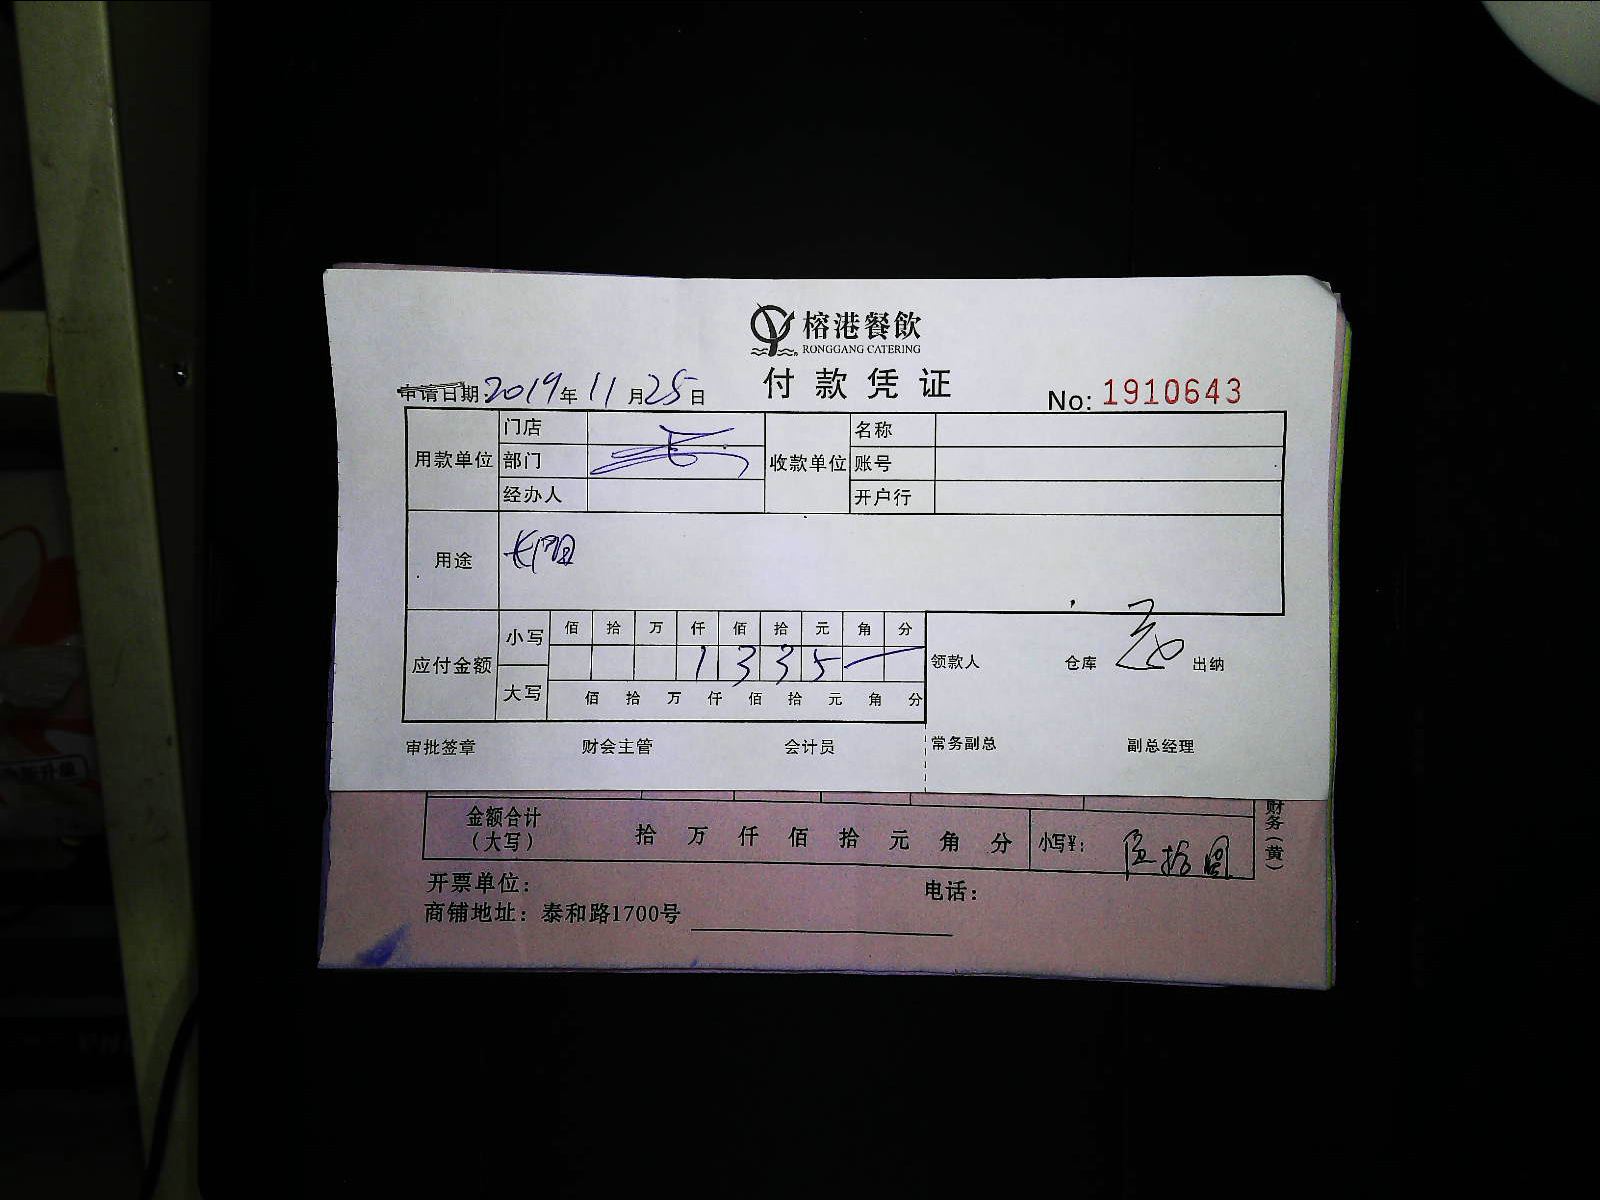 榕港餐飲
RONGGANG CATERING
付款凭证
申请日期:2019年11月25日
No: 1910643
用款单位 门店 收款单位 名称
部门 账号
经办人 开户行
用途 长阳
应付金额 小写 佰 拾 万 仟 佰 拾 元 角 分
1 3 3 5 —
领款人 仓库 出纳
大写 佰 拾 万 仟 佰 拾 元 角 分
审批签章 财会主管 会计员 常务副总 副总经理
金额合计
(大写) 拾 万 仟 佰 拾 元 角 分 小写¥: 伍拾圆
财务(黄)
开票单位: 电话:
商铺地址: 泰和路1700号